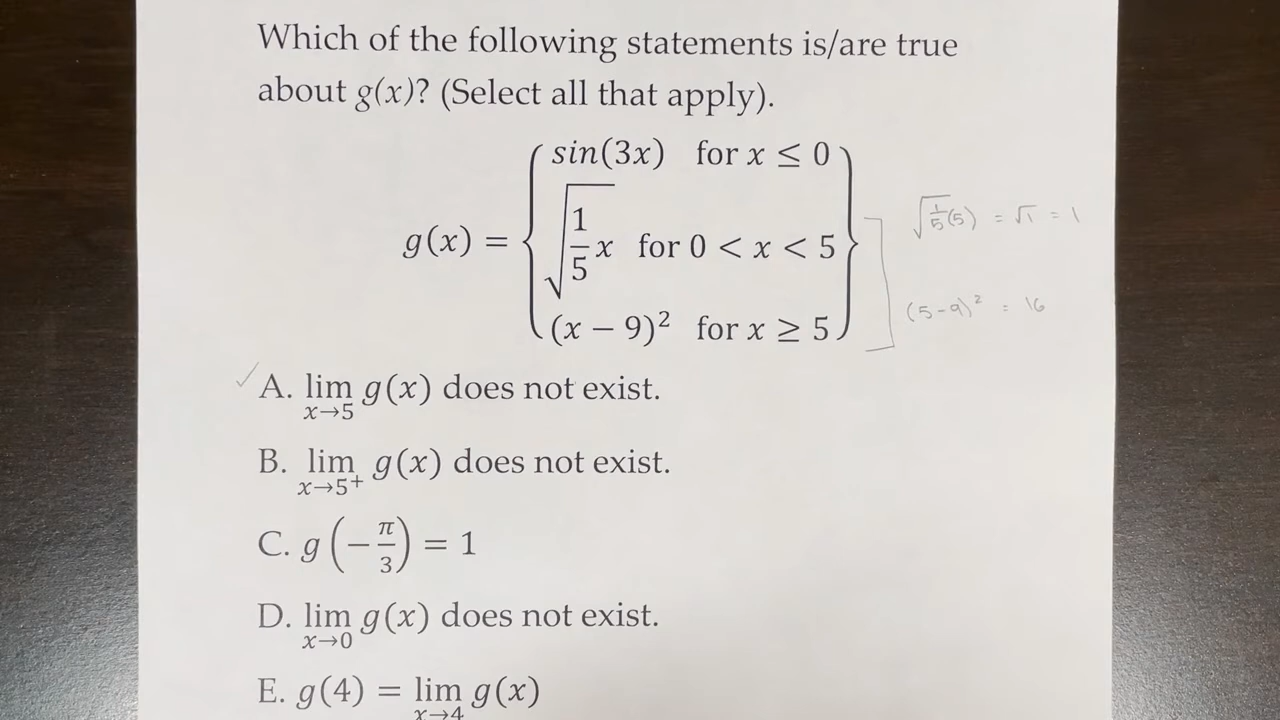 Which of the following statements is/are true
about g(x)? (Select all that apply).
sin(3x) for x ≤ 0
g(x) = { √(1/5 x) for 0 < x < 5 }
(x − 9)² for x ≥ 5
√(1/5 (5)) = √1 = 1
(5-9)² = 16
✓ A. lim x→5 g(x) does not exist.
B. lim x→5⁺ g(x) does not exist.
C. g(−π/3) = 1
D. lim x→0 g(x) does not exist.
E. g(4) = lim x→4 g(x)